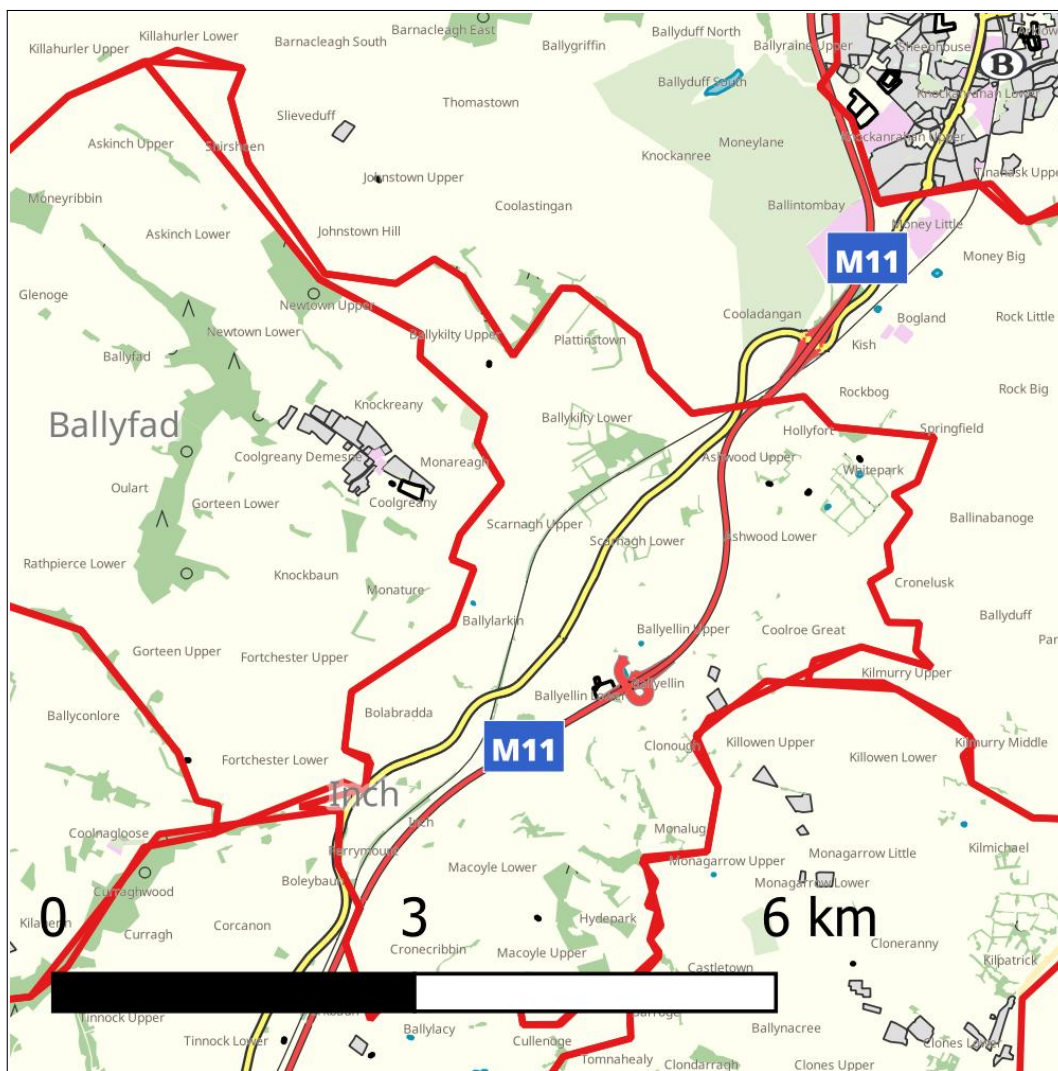 Killahurler Upper
Killahurler Lower
Barnacleagh South
Barnacleagh East
Ballygriffin
Ballyduff North
Ballyraine Upper
Sheephouse
B
Ballyduff South
Knockanrahan Lower
Thomastown
Slieveduff
Askinch Upper
Shirsheen
Knockanrahan Upper
Moneylane
Knockanree
Johnstown Upper
Tinahask Upper
Moneyribbin
Coolastingan
Ballintombay
Askinch Lower
Johnstown Hill
Money Little
M11
Money Big
Glenoge
Newtown Upper
Cooladangan
Bogland
Rock Little
Newtown Lower
Ballykilty Upper
Plattinstown
Kish
Ballyfad
Rockbog
Rock Big
Knockreany
Ballykilty Lower
Ballyfad
Hollyfort
Springfield
Coolgreany Demesne
Monareagh
Ashwood Upper
Whitepark
Oulart
Gorteen Lower
Coolgreany
Ballinabanoge
Scarnagh Upper
Scarnagh Lower
Ashwood Lower
Rathpierce Lower
Knockbaun
Monature
Cronelusk
Ballylarkin
Ballyduff
Ballyellin Upper
Coolroe Great
Gorteen Upper
Fortchester Upper
Kilmurry Upper
Ballyellin
Ballyellin Lower
Ballyconlore
Bolabradda
M11
Clonough
Killowen Upper
Kilmurry Middle
Killowen Lower
Fortchester Lower
Inch
Inch
Coolnagloose
Monalug
Perrymount
Kilmichael
Macoyle Lower
Monagarrow Upper
Monagarrow Little
Boleybaun
Monagarrow Lower
Curraghwood
0
3
6 km
Corcanon
Hydepark
Curragh
Cronecribbin
Macoyle Upper
Cloneranny
Castletown
Kilpatrick
Tinnock Upper
Tinnock Lower
Ballylacy
Cullenoge
Ballynacree
Clones Lower
Tomnahealy
Clondarragh
Clones Upper